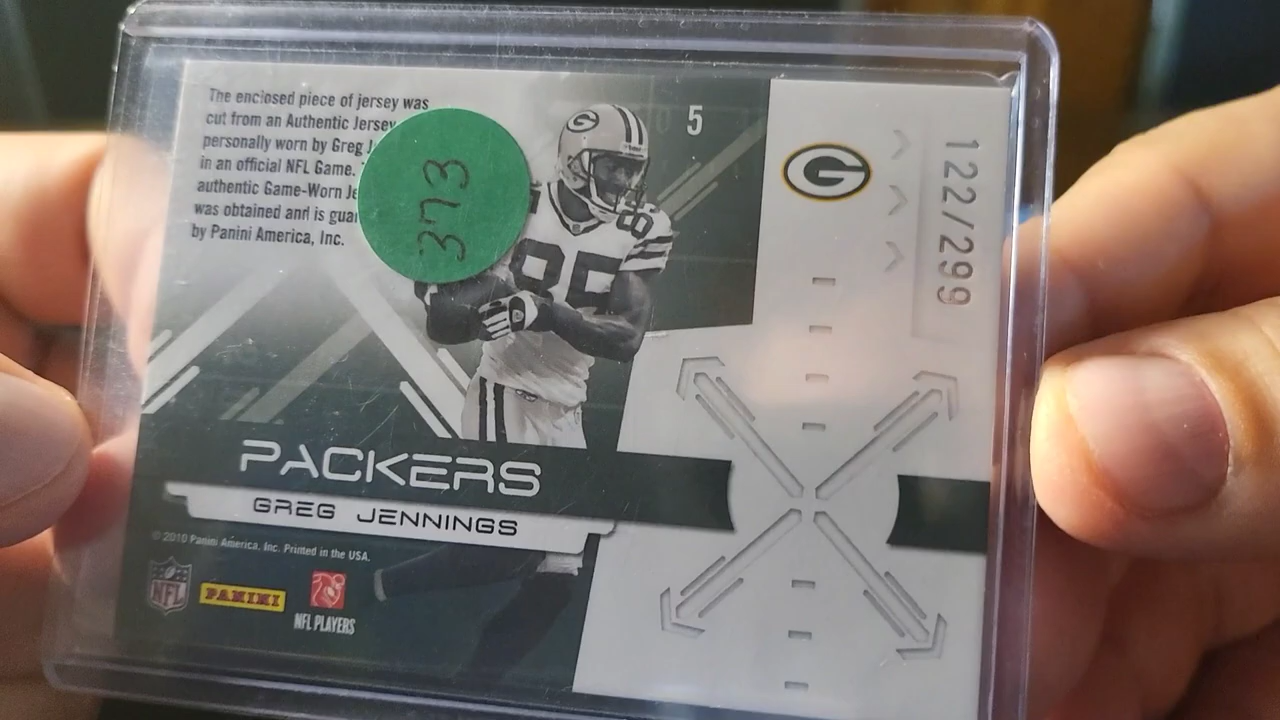 The enclosed piece of jersey was
cut from an Authentic Jersey
personally worn by Greg J
in an official NFL Game.
authentic Game-Worn Je
was obtained and is guar
by Panini America, Inc.
373
5
85
85
G
G
122/299
PACKERS
GREG JENNINGS
© 2010 Panini America, Inc. Printed in the USA.
NFL
PANINI
NFL PLAYERS